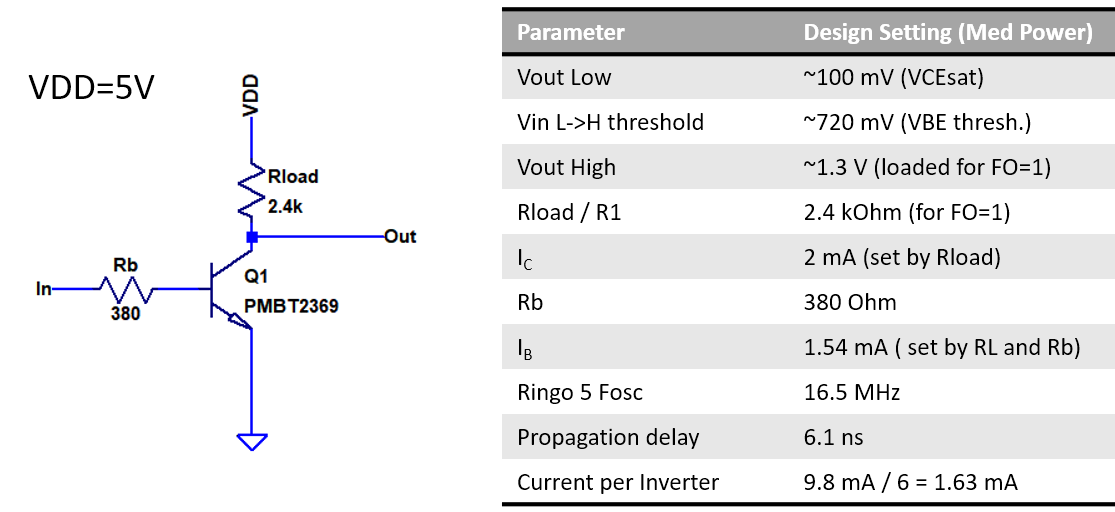 VDD=5V
VDD
Rload
2.4k
Out
Rb
In
380
Q1
PMBT2369
Parameter Design Setting (Med Power)
Vout Low ~100 mV (VCEsat)
Vin L->H threshold ~720 mV (VBE thresh.)
Vout High ~1.3 V (loaded for FO=1)
Rload / R1 2.4 kOhm (for FO=1)
IC 2 mA (set by Rload)
Rb 380 Ohm
IB 1.54 mA ( set by RL and Rb)
Ringo 5 Fosc 16.5 MHz
Propagation delay 6.1 ns
Current per Inverter 9.8 mA / 6 = 1.63 mA